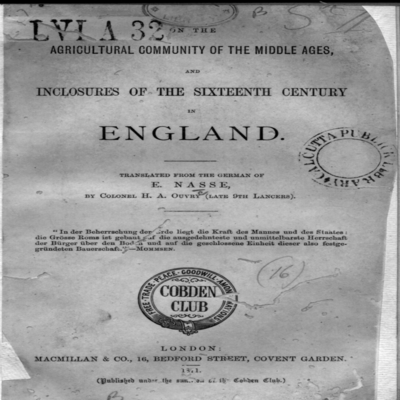 LVI A 32
ON THE
AGRICULTURAL COMMUNITY OF THE MIDDLE AGES,
AND
INCLOSURES OF THE SIXTEENTH CENTURY
IN
ENGLAND.
TRANSLATED FROM THE GERMAN OF
E. NASSE,
BY COLONEL H. A. OUVRY (LATE 9TH LANCERS).
CALCUTTA PUBLIC LIBRARY
"In der Beherrschung der Erde liegt die Kraft des Mannes und des Staates:
die Grösse Roms ist gebaut auf die ausgedehnteste und unmittelbarste Herrschaft
der Bürger über den Boden und auf die geschlossene Einheit dieser also festge-
gründeten Bauerschaft."—MOMMSEN.
(16)
FREE-TRADE·PEACE·GOODWILL·AMONG NATIONS
COBDEN
CLUB
LONDON:
MACMILLAN & CO., 16, BEDFORD STREET, COVENT GARDEN.
(Published under the of the Cobden Club.)